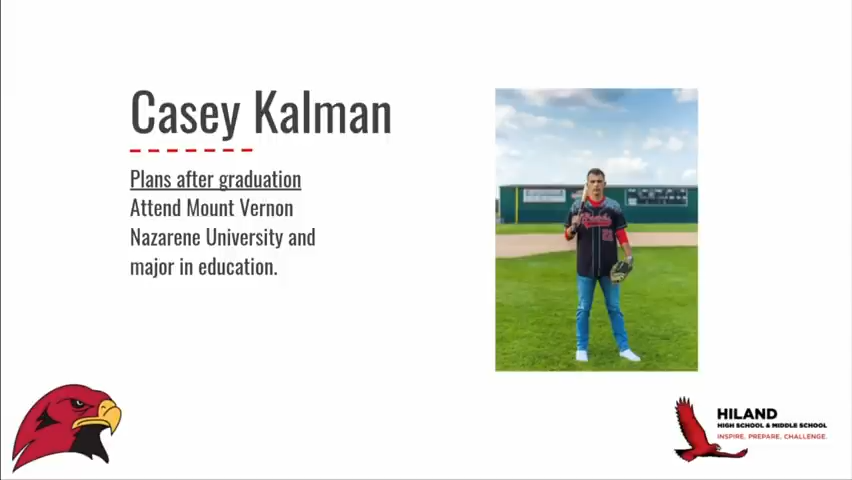 Casey Kalman
Plans after graduation
Attend Mount Vernon
Nazarene University and
major in education.
HILAND
HIGH SCHOOL & MIDDLE SCHOOL
INSPIRE. PREPARE. CHALLENGE.